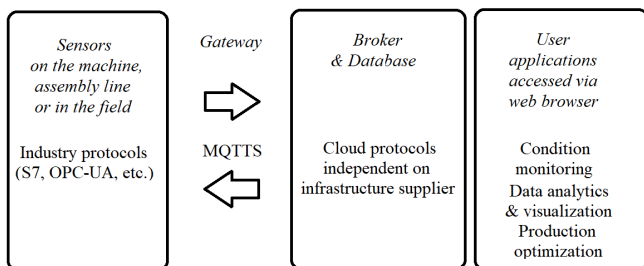 Sensors
on the machine,
assembly line
or in the field
Industry protocols
(S7, OPC-UA, etc.)
Gateway
MQTTS
Broker
& Database
Cloud protocols
independent on
infrastructure supplier
User
applications
accessed via
web browser
Condition
monitoring
Data analytics
& visualization
Production
optimization